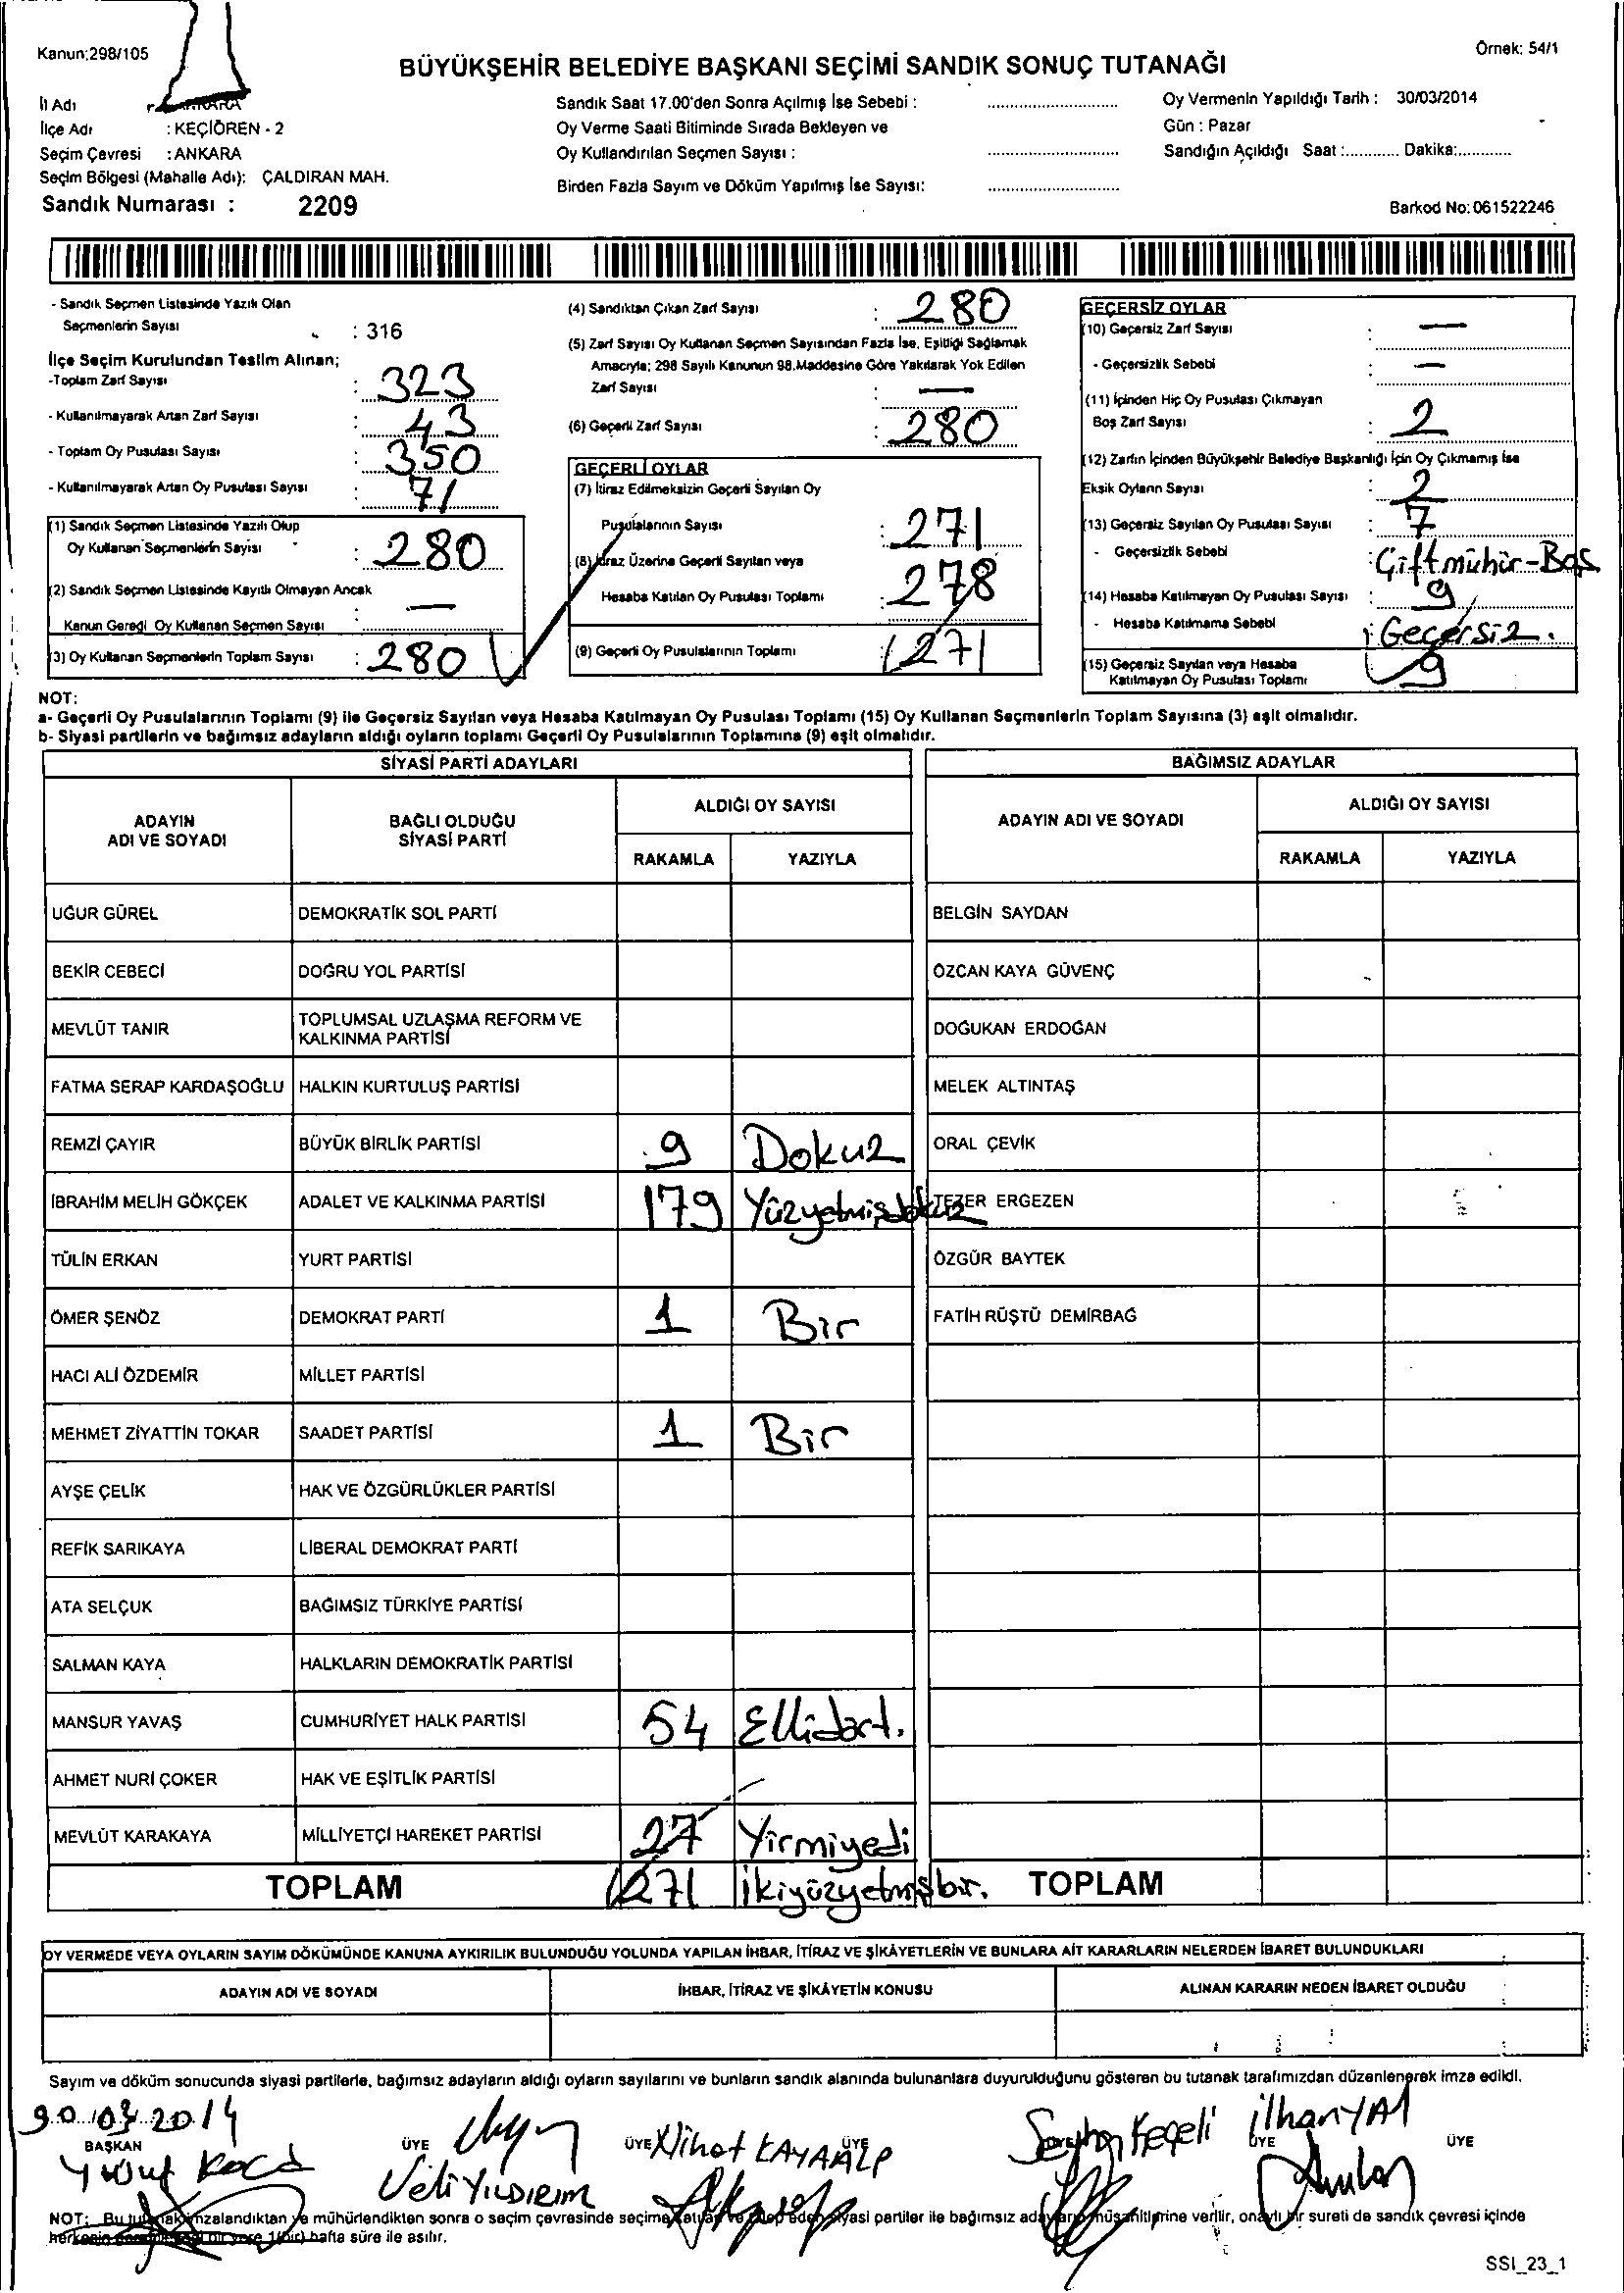 Kanun:298/105
Örnek: 54/1
BÜYÜKŞEHİR BELEDİYE BAŞKANI SEÇİMİ SANDIK SONUÇ TUTANAĞI
İl Adı : ANKARA
İlçe Adı : KEÇİÖREN - 2
Seçim Çevresi : ANKARA
Seçim Bölgesi (Mahalle Adı): ÇALDIRAN MAH.
Sandık Numarası : 2209
Sandık Saat 17.00'den Sonra Açılmış İse Sebebi :
Oy Verme Saati Bitiminde Sırada Bekleyen ve
Oy Kullandırılan Seçmen Sayısı :
Birden Fazla Sayım ve Döküm Yapılmış İse Sayısı:
Oy Vermenin Yapıldığı Tarih : 30/03/2014
Gün : Pazar
Sandığın Açıldığı Saat :............ Dakika:............
Barkod No:061522246
- Sandık Seçmen Listesinde Yazılı Olan
Seçmenlerin Sayısı : 316
İlçe Seçim Kurulundan Teslim Alınan;
-Toplam Zarf Sayısı : 323
- Kullanılmayarak Artan Zarf Sayısı : 43
- Toplam Oy Pusulası Sayısı : 350
- Kullanılmayarak Artan Oy Pusulası Sayısı : 71
(1) Sandık Seçmen Listesinde Yazılı Olup
Oy Kullanan Seçmenlerin Sayısı : 280
(2) Sandık Seçmen Listesinde Kayıtlı Olmayan Ancak
Kanun Geregi Oy Kullanan Seçmen Sayısı : —
(3) Oy Kullanan Seçmenlerin Toplam Sayısı : 280
(4) Sandıktan Çıkan Zarf Sayısı : 280
(5) Zarf Sayısı Oy Kullanan Seçmen Sayısından Fazla İse, Eşitliği Sağlamak
Amacıyla; 298 Sayılı Kanunun 98.Maddesine Göre Yakılarak Yok Edilen
Zarf Sayısı : —
(6) Geçerli Zarf Sayısı : 280
GEÇERLİ OYLAR
(7) İtiraz Edilmeksizin Geçerli Sayılan Oy
Pusulalarının Sayısı : 271
(8) İtiraz Üzerine Geçerli Sayılan veya
Hesaba Katılan Oy Pusulası Toplamı : 278
(9) Geçerli Oy Pusulalarının Toplamı 271
GEÇERSİZ OYLAR
(10) Geçersiz Zarf Sayısı : —
- Geçersizlik Sebebi : —
(11) İçinden Hiç Oy Pusulası Çıkmayan
Boş Zarf Sayısı : 2
(12) Zarfın İçinden Büyükşehir Belediye Başkanlığı İçin Oy Çıkmamış İse
Eksik Oyların Sayısı : 2
(13) Geçersiz Sayılan Oy Pusulası Sayısı : 7
- Geçersizlik Sebebi : Çift mühür-Boş
(14) Hesaba Katılmayan Oy Pusulası Sayısı : 9
- Hesaba Katılmama Sebebi : Geçersiz.
(15) Geçersiz Sayılan veya Hesaba
Katılmayan Oy Pusulası Toplamı 9
NOT:
a- Geçerli Oy Pusulalarının Toplamı (9) ile Geçersiz Sayılan veya Hesaba Katılmayan Oy Pusulası Toplamı (15) Oy Kullanan Seçmenlerin Toplam Sayısına (3) eşit olmalıdır.
b- Siyasi partilerin ve bağımsız adayların aldığı oyların toplamı Geçerli Oy Pusulalarının Toplamına (9) eşit olmalıdır.
SİYASİ PARTİ ADAYLARI
ADAYIN ADI VE SOYADI
BAĞLI OLDUĞU SİYASİ PARTİ
ALDIĞI OY SAYISI
RAKAMLA YAZIYLA
UĞUR GÜREL DEMOKRATİK SOL PARTİ
BEKİR CEBECİ DOĞRU YOL PARTİSİ
MEVLÜT TANIR TOPLUMSAL UZLAŞMA REFORM VE KALKINMA PARTİSİ
FATMA SERAP KARDAŞOĞLU HALKIN KURTULUŞ PARTİSİ
REMZİ ÇAYIR BÜYÜK BİRLİK PARTİSİ 9 Dokuz
İBRAHİM MELİH GÖKÇEK ADALET VE KALKINMA PARTİSİ 179 Yüzyetmişdokuz
TÜLİN ERKAN YURT PARTİSİ
ÖMER ŞENÖZ DEMOKRAT PARTİ 1 Bir
HACI ALİ ÖZDEMİR MİLLET PARTİSİ
MEHMET ZİYATTİN TOKAR SAADET PARTİSİ 1 Bir
AYŞE ÇELİK HAK VE ÖZGÜRLÜKLER PARTİSİ
REFİK SARIKAYA LİBERAL DEMOKRAT PARTİ
ATA SELÇUK BAĞIMSIZ TÜRKİYE PARTİSİ
SALMAN KAYA HALKLARIN DEMOKRATİK PARTİSİ
MANSUR YAVAŞ CUMHURİYET HALK PARTİSİ 54 Ellidört.
AHMET NURİ ÇOKER HAK VE EŞİTLİK PARTİSİ
MEVLÜT KARAKAYA MİLLİYETÇİ HAREKET PARTİSİ 27 Yirmiyedi
TOPLAM 271 İkiyüzyetmişbir.
BAĞIMSIZ ADAYLAR
ADAYIN ADI VE SOYADI
ALDIĞI OY SAYISI
RAKAMLA YAZIYLA
BELGİN SAYDAN
ÖZCAN KAYA GÜVENÇ
DOĞUKAN ERDOĞAN
MELEK ALTINTAŞ
ORAL ÇEVİK
TEZER ERGEZEN
ÖZGÜR BAYTEK
FATİH RÜŞTÜ DEMİRBAĞ
TOPLAM
OY VERMEDE VEYA OYLARIN SAYIM DÖKÜMÜNDE KANUNA AYKIRILIK BULUNDUĞU YOLUNDA YAPILAN İHBAR, İTİRAZ VE ŞİKÂYETLERİN VE BUNLARA AİT KARARLARIN NELERDEN İBARET BULUNDUKLARI
ADAYIN ADI VE SOYADI
İHBAR, İTİRAZ VE ŞİKÂYETİN KONUSU
ALINAN KARARIN NEDEN İBARET OLDUĞU
Sayım ve döküm sonucunda siyasi partilerle, bağımsız adayların aldığı oyların sayılarını ve bunların sandık alanında bulunanlara duyurulduğunu gösteren bu tutanak tarafımızdan düzenlenerek imza edildi.
30.03.2014
BAŞKAN ÜYE ÜYE ÜYE ÜYE ÜYE
Yusuf Koca
Veli YILDIRIM
Nihat KAYAALP
Seyhan Keçeli
İlhan YAl
NOT: Bu tutanak imzalandıktan ve mühürlendikten sonra o seçim çevresinde seçime katılan ve talep eden siyasi partiler ile bağımsız adayların müşahitlerine verilir, onaylı bir sureti de sandık çevresi içinde
herkesin bir yere 1(bir) hafta süre ile asılır.
SSI_23_1